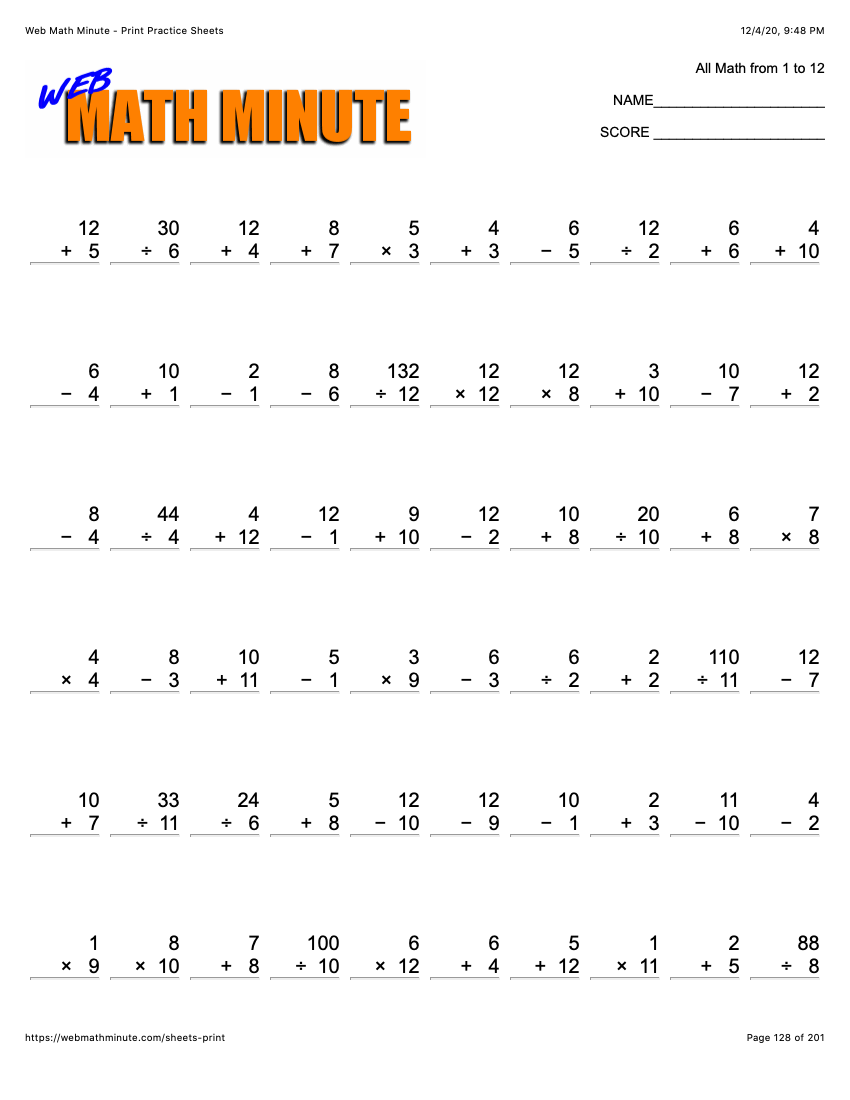 Web Math Minute - Print Practice Sheets 12/4/20, 9:48 PM
WEB
MATH MINUTE
All Math from 1 to 12
NAME______________________
SCORE ______________________
12 30 12 8 5 4 6 12 6 4
+ 5 ÷ 6 + 4 + 7 × 3 + 3 − 5 ÷ 2 + 6 + 10
6 10 2 8 132 12 12 3 10 12
− 4 + 1 − 1 − 6 ÷ 12 × 12 × 8 + 10 − 7 + 2
8 44 4 12 9 12 10 20 6 7
− 4 ÷ 4 + 12 − 1 + 10 − 2 + 8 ÷ 10 + 8 × 8
4 8 10 5 3 6 6 2 110 12
× 4 − 3 + 11 − 1 × 9 − 3 ÷ 2 + 2 ÷ 11 − 7
10 33 24 5 12 12 10 2 11 4
+ 7 ÷ 11 ÷ 6 + 8 − 10 − 9 − 1 + 3 − 10 − 2
1 8 7 100 6 6 5 1 2 88
× 9 × 10 + 8 ÷ 10 × 12 + 4 + 12 × 11 + 5 ÷ 8
https://webmathminute.com/sheets-print Page 128 of 201